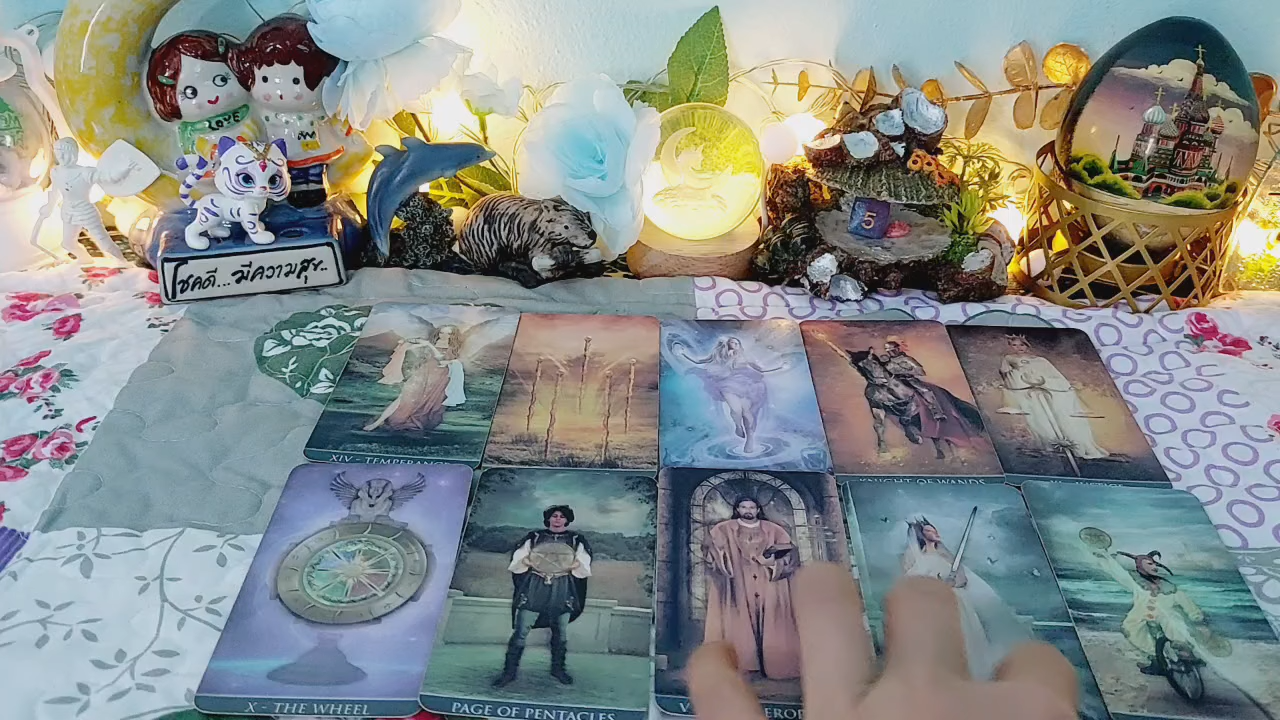 LOVE
โชคดี...มีความสุข..
5
XIV - TEMPERANCE
KNIGHT OF WANDS
X - THE WHEEL
PAGE OF PENTACLES